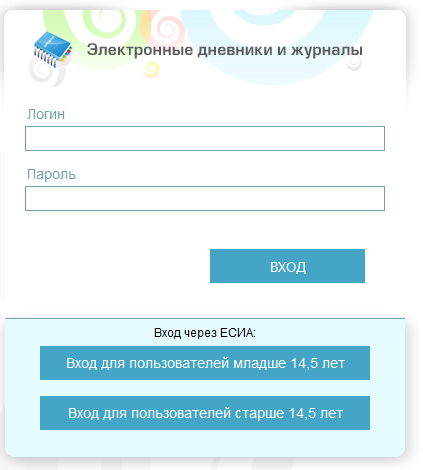 Электронные дневники и журналы
Логин
Пароль
ВХОД
Вход через ЕСИА:
Вход для пользователей младше 14,5 лет
Вход для пользователей старше 14,5 лет